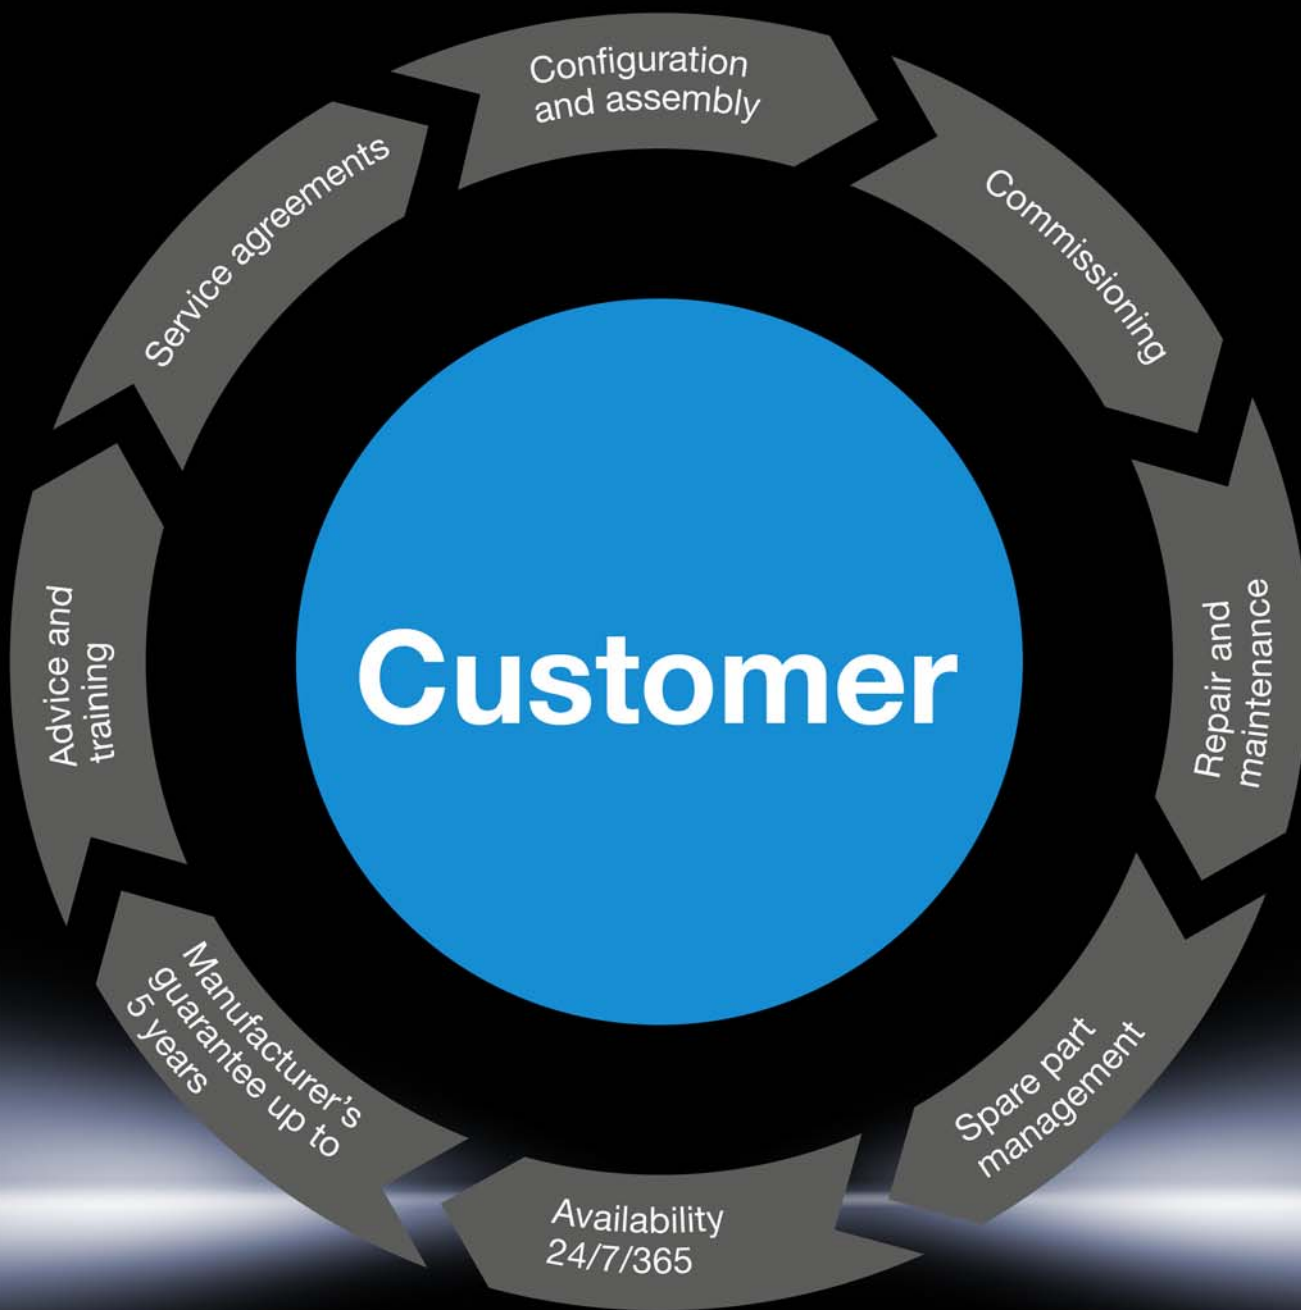 Configuration
and assembly
Commissioning
Repair and
maintenance
Spare part
management
Availability
24/7/365
Manufacturer's
guarantee up to
5 years
Advice and
training
Service agreements
Customer